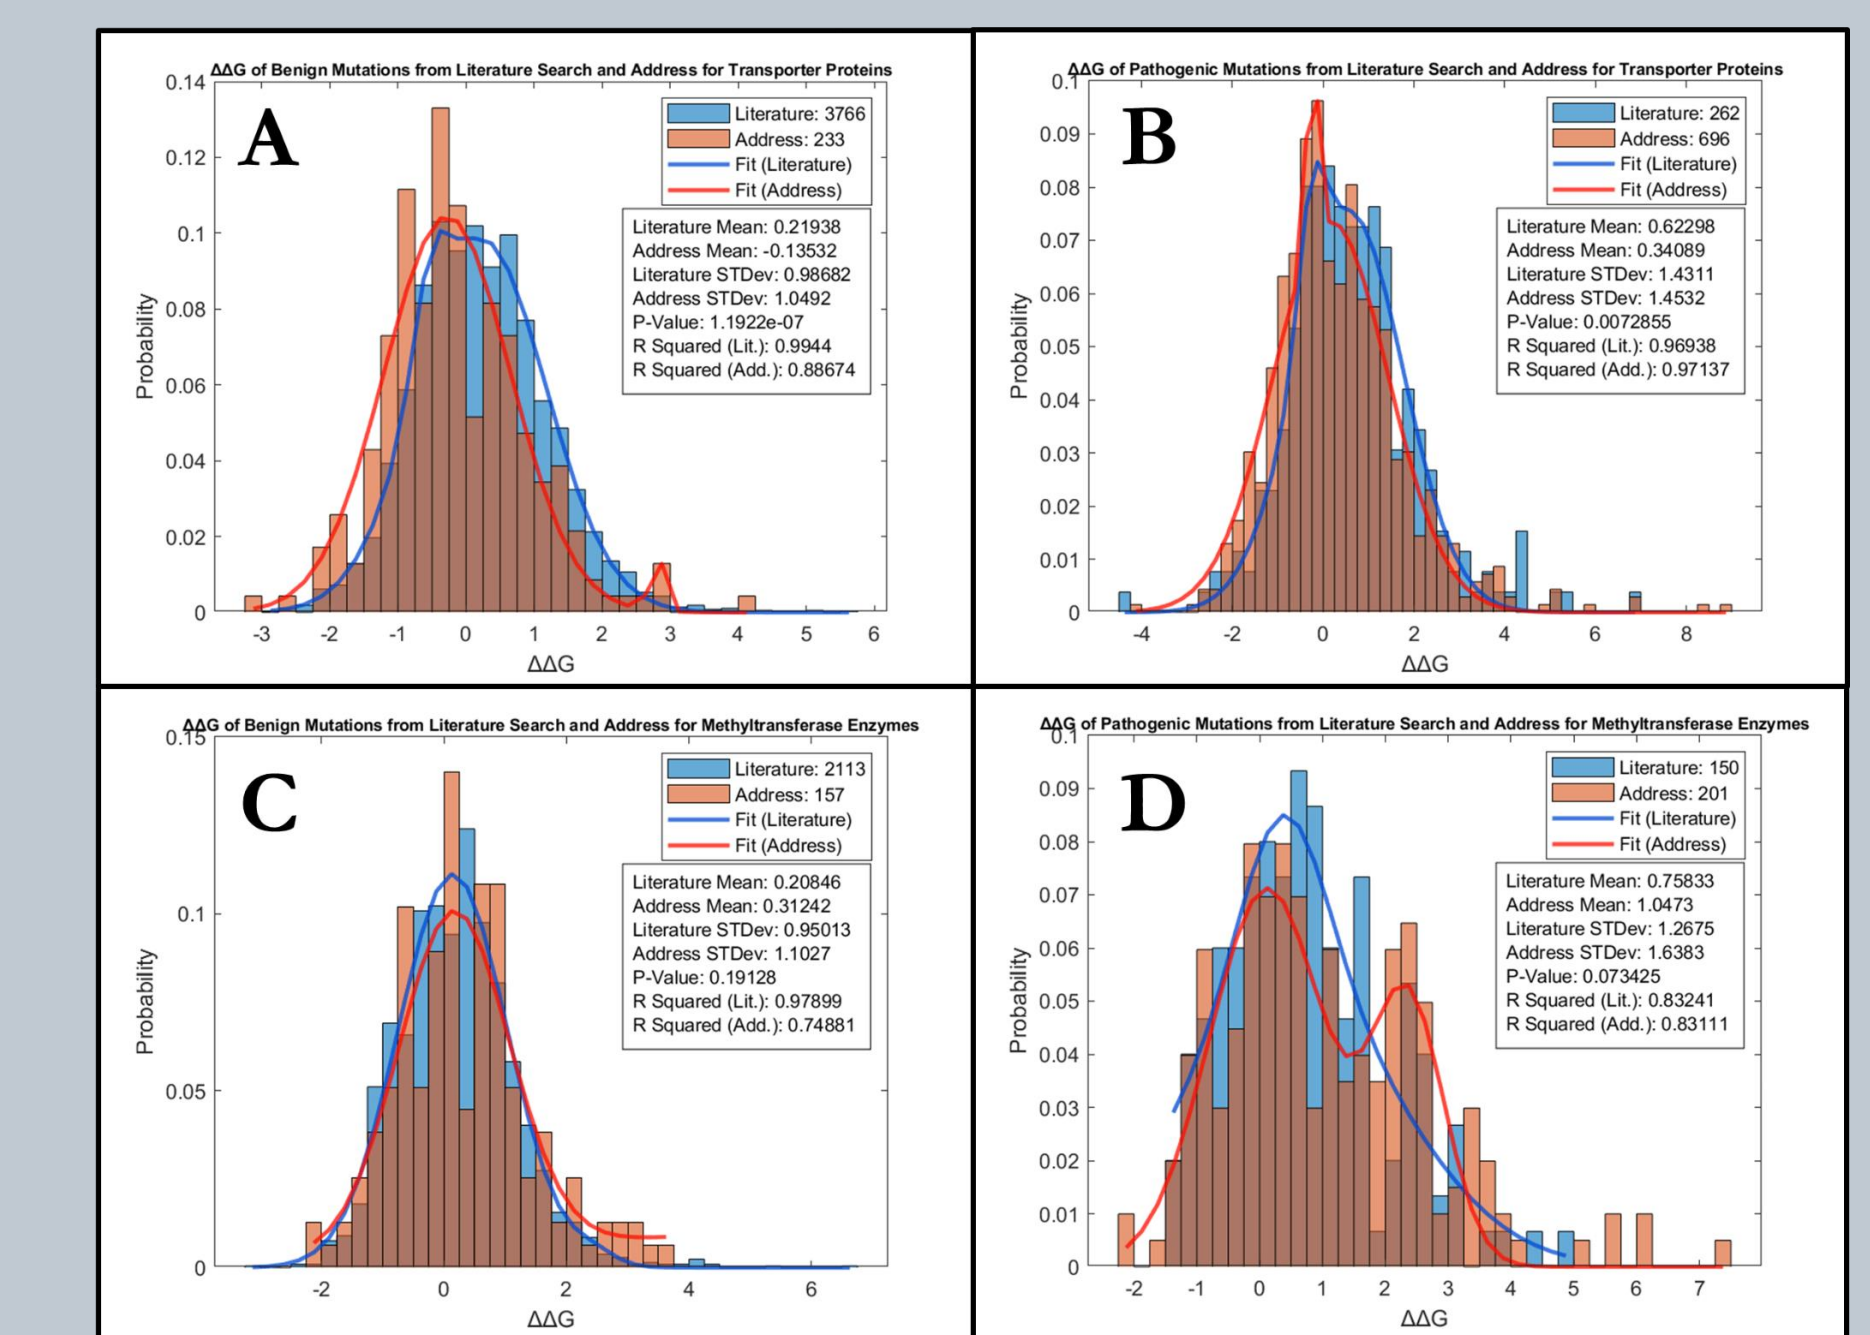 ΔΔG of Benign Mutations from Literature Search and Address for Transporter Proteins
A
Literature: 3766
Address: 233
Fit (Literature)
Fit (Address)
Literature Mean: 0.21938
Address Mean: -0.13532
Literature STDev: 0.98682
Address STDev: 1.0492
P-Value: 1.1922e-07
R Squared (Lit.): 0.9944
R Squared (Add.): 0.88674
Probability
0.14
0.12
0.1
0.08
0.06
0.04
0.02
0
-3 -2 -1 0 1 2 3 4 5 6
ΔΔG
ΔΔG of Pathogenic Mutations from Literature Search and Address for Transporter Proteins
B
Literature: 262
Address: 696
Fit (Literature)
Fit (Address)
Literature Mean: 0.62298
Address Mean: 0.34089
Literature STDev: 1.4311
Address STDev: 1.4532
P-Value: 0.0072855
R Squared (Lit.): 0.96938
R Squared (Add.): 0.97137
Probability
0.1
0.09
0.08
0.07
0.06
0.05
0.04
0.03
0.02
0.01
0
-4 -2 0 2 4 6 8
ΔΔG
ΔΔG of Benign Mutations from Literature Search and Address for Methyltransferase Enzymes
C
Literature: 2113
Address: 157
Fit (Literature)
Fit (Address)
Literature Mean: 0.20846
Address Mean: 0.31242
Literature STDev: 0.95013
Address STDev: 1.1027
P-Value: 0.19128
R Squared (Lit.): 0.97899
R Squared (Add.): 0.74881
Probability
0.15
0.1
0.05
0
-2 0 2 4 6
ΔΔG
ΔΔG of Pathogenic Mutations from Literature Search and Address for Methyltransferase Enzymes
D
Literature: 150
Address: 201
Fit (Literature)
Fit (Address)
Literature Mean: 0.75833
Address Mean: 1.0473
Literature STDev: 1.2675
Address STDev: 1.6383
P-Value: 0.073425
R Squared (Lit.): 0.83241
R Squared (Add.): 0.83111
Probability
0.1
0.09
0.08
0.07
0.06
0.05
0.04
0.03
0.02
0.01
0
-2 -1 0 1 2 3 4 5 6 7
ΔΔG